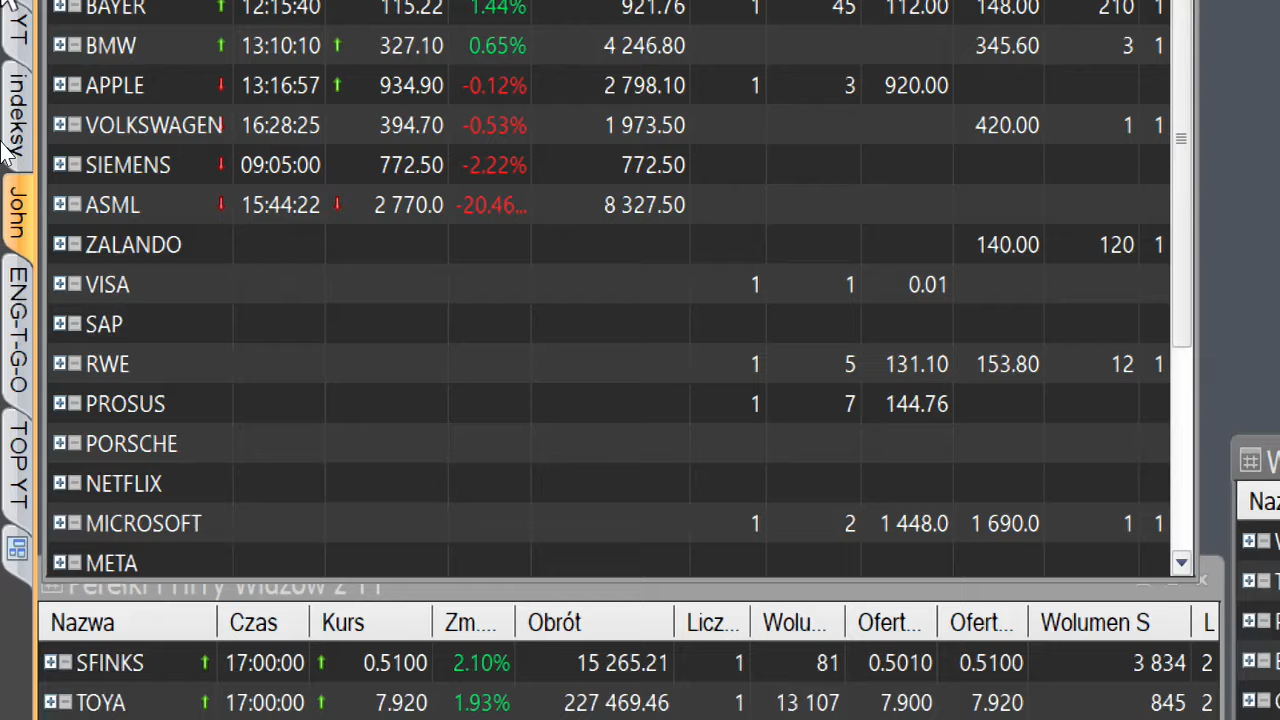 BAYER 12:15:40 115.22 1.44% 921.76 1 45 112.00 148.00 210 1
BMW 13:10:10 327.10 0.65% 4 246.80 345.60 3 1
APPLE 13:16:57 934.90 -0.12% 2 798.10 1 3 920.00
VOLKSWAGEN 16:28:25 394.70 -0.53% 1 973.50 420.00 1 1
SIEMENS 09:05:00 772.50 -2.22% 772.50
ASML 15:44:22 2 770.0 -20.46... 8 327.50
ZALANDO 140.00 120 1
VISA 1 1 0.01
SAP
RWE 1 5 131.10 153.80 12 1
PROSUS 1 7 144.76
PORSCHE
NETFLIX
MICROSOFT 1 2 1 448.0 1 690.0 1 1
META
YT
indeksy
John
ENG-T-G-O
TOP YT
Nazwa Czas Kurs Zm.... Obrót Licz... Wolu... Ofert... Ofert... Wolumen S L
SFINKS 17:00:00 0.5100 2.10% 15 265.21 1 81 0.5010 0.5100 3 834 2
TOYA 17:00:00 7.920 1.93% 227 469.46 1 13 107 7.900 7.920 845 2
W
Naz